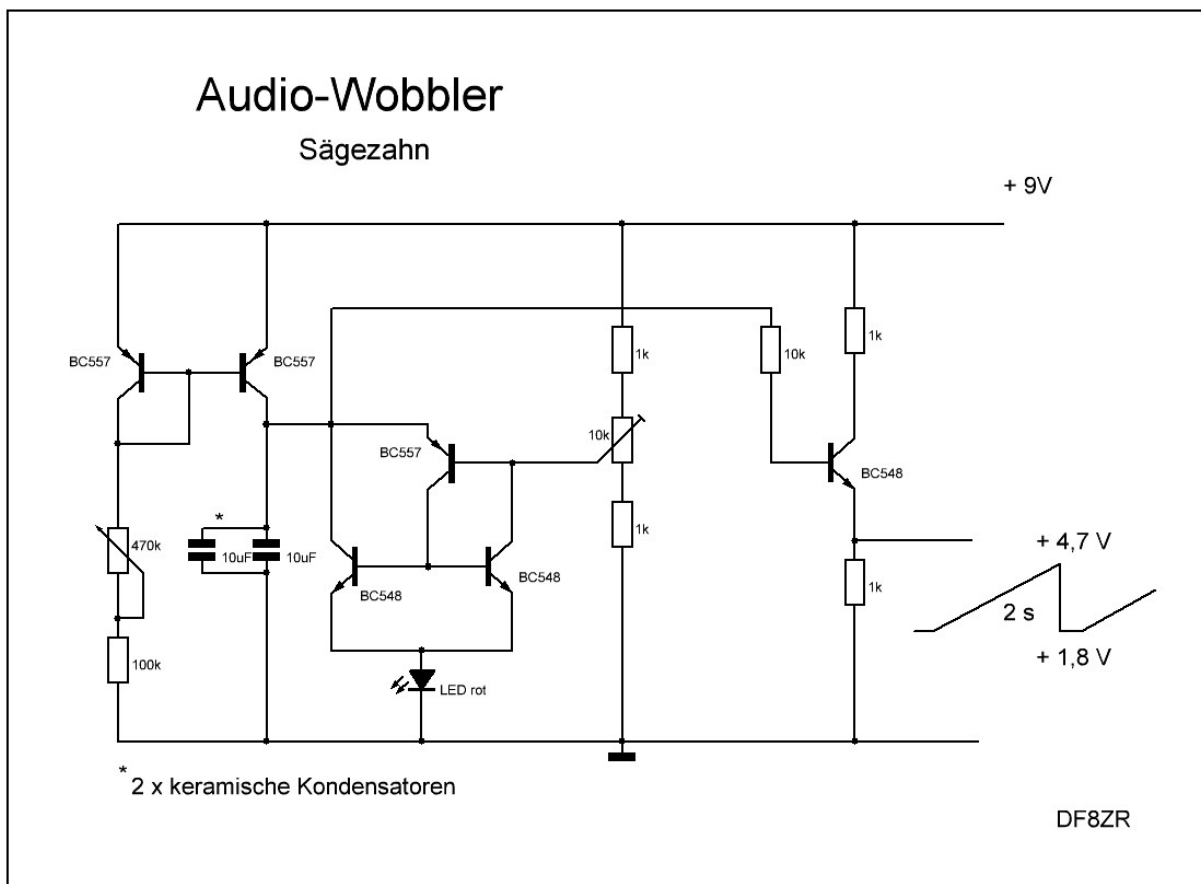 Audio-Wobbler
Sägezahn
+ 9V
BC557
BC557
1k
10k
1k
10k
BC557
BC548
1k
*
470k
10uF
10uF
BC548
BC548
+ 4,7 V
1k
2 s
+ 1,8 V
100k
LED rot
* 2 x keramische Kondensatoren
DF8ZR